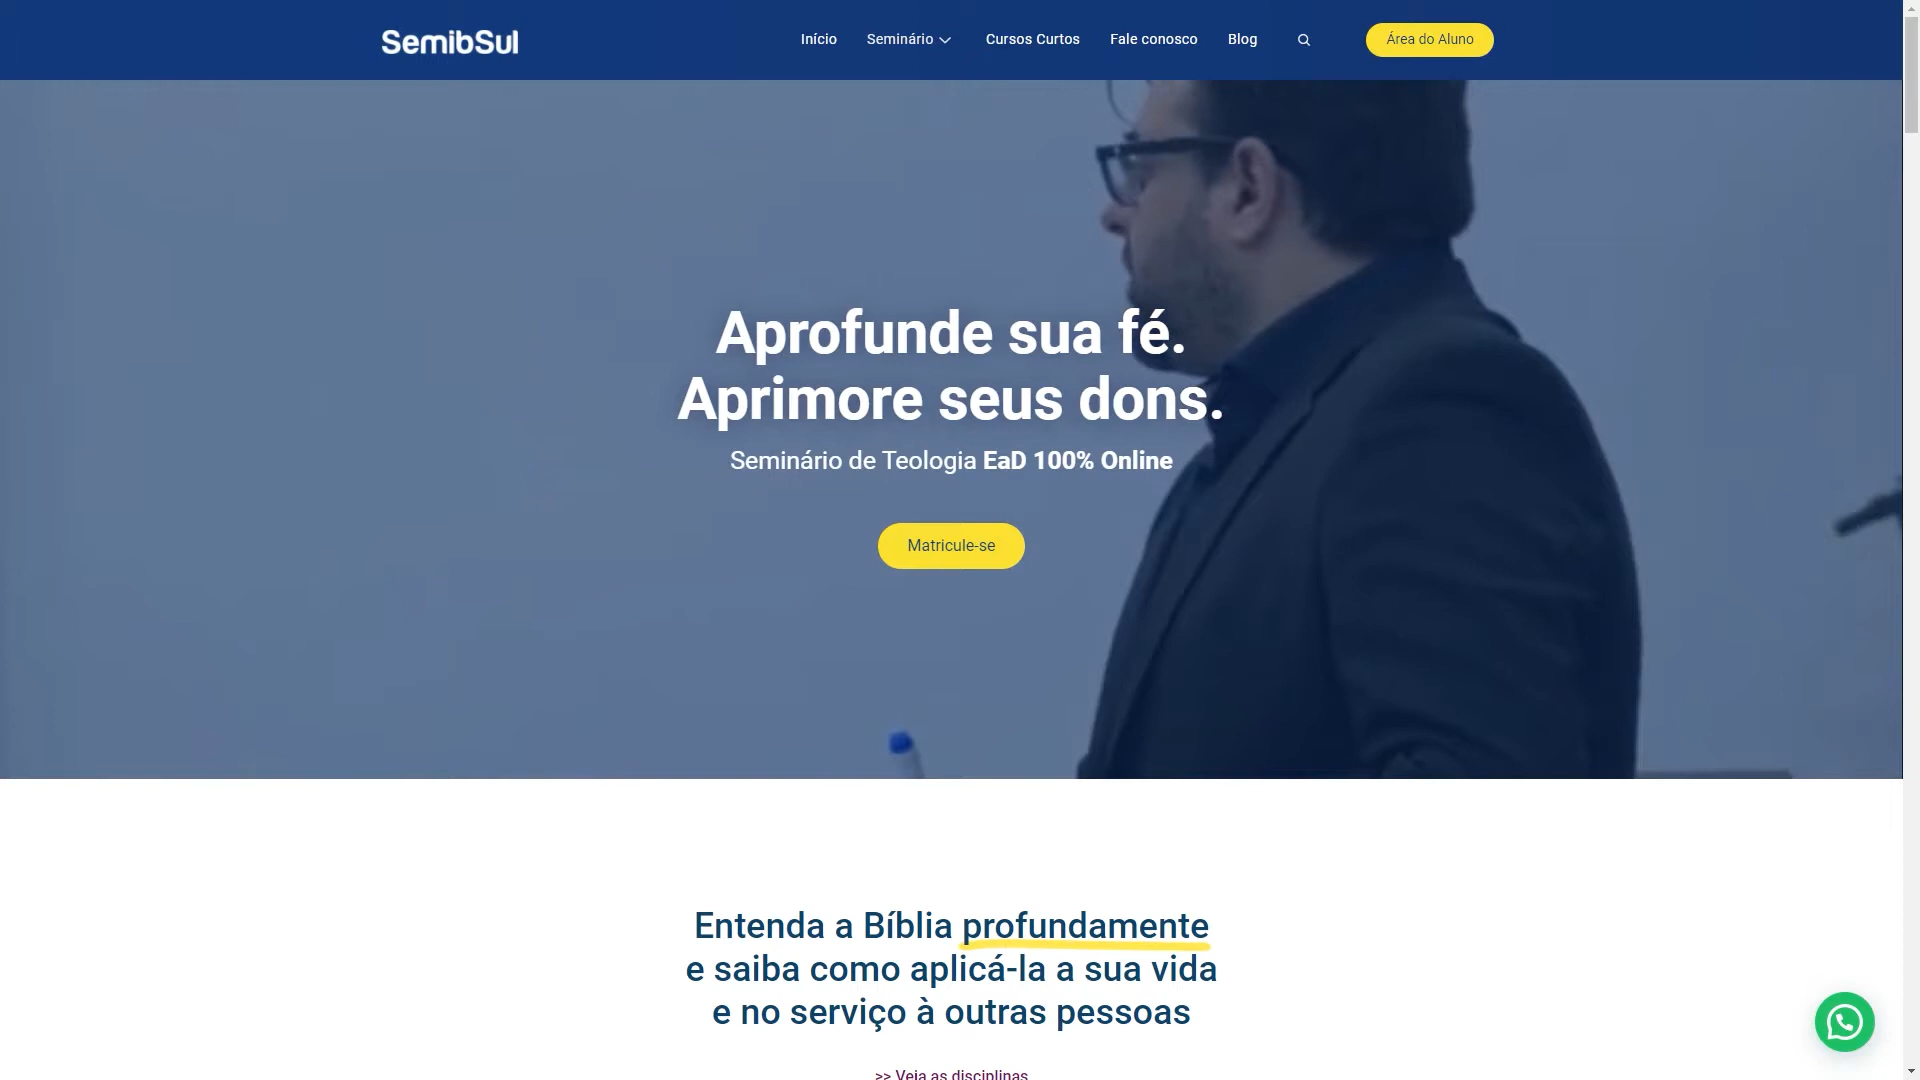 SemibSul
Início Seminário Cursos Curtos Fale conosco Blog Área do Aluno
Aprofunde sua fé.
Aprimore seus dons.
Seminário de Teologia EaD 100% Online
Matricule-se
Entenda a Bíblia profundamente
e saiba como aplicá-la a sua vida
e no serviço à outras pessoas
>> Veja as disciplinas